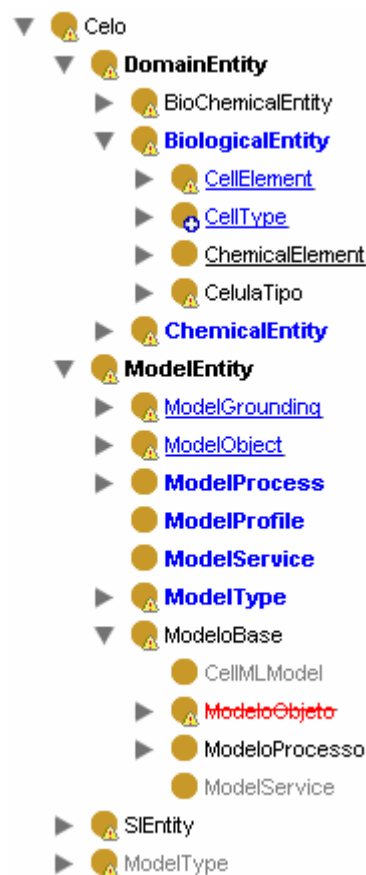 Celo
DomainEntity
BioChemicalEntity
BiologicalEntity
CellElement
CellType
ChemicalElement
CelulaTipo
ChemicalEntity
ModelEntity
ModelGrounding
ModelObject
ModelProcess
ModelProfile
ModelService
ModelType
ModeloBase
CellMLModel
ModeloObjeto
ModeloProcesso
ModelService
SIEntity
ModelType